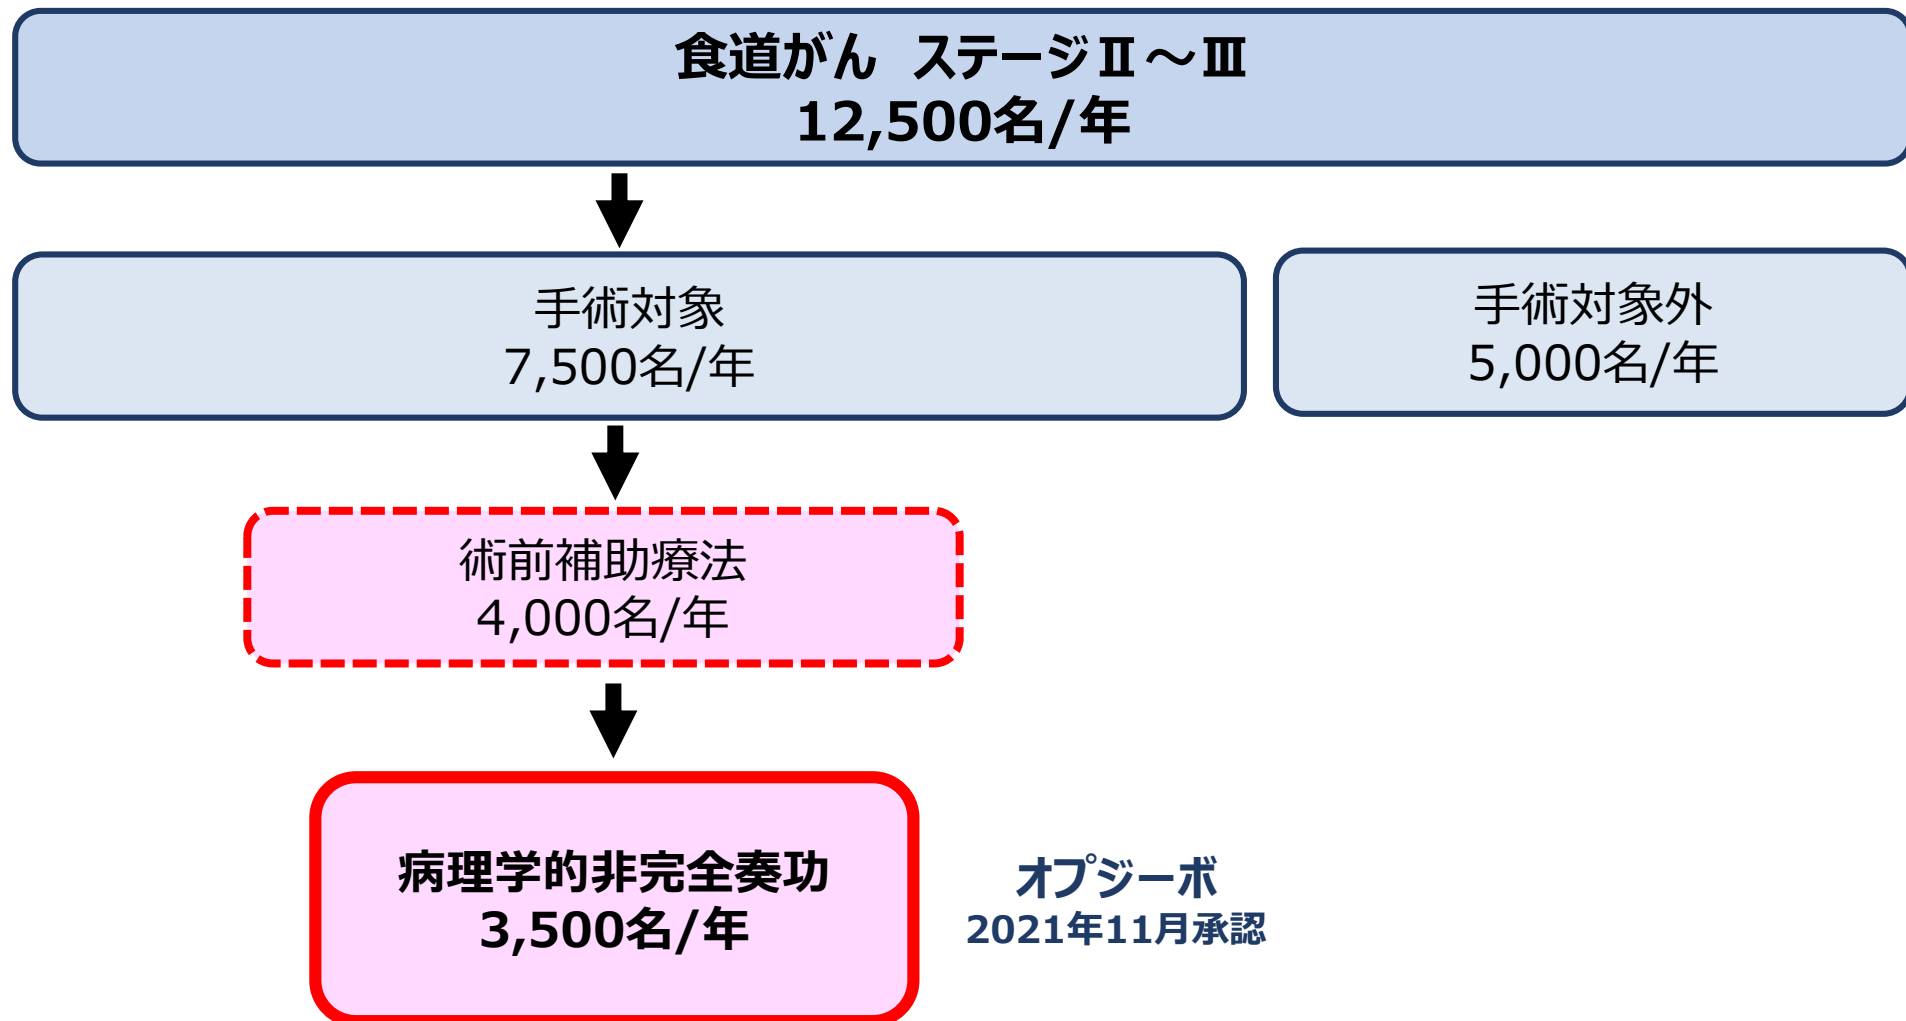 食道がん ステージⅡ～Ⅲ
12,500名/年
手術対象
7,500名/年
手術対象外
5,000名/年
術前補助療法
4,000名/年
病理学的非完全奏功
3,500名/年
オプジーボ
2021年11月承認